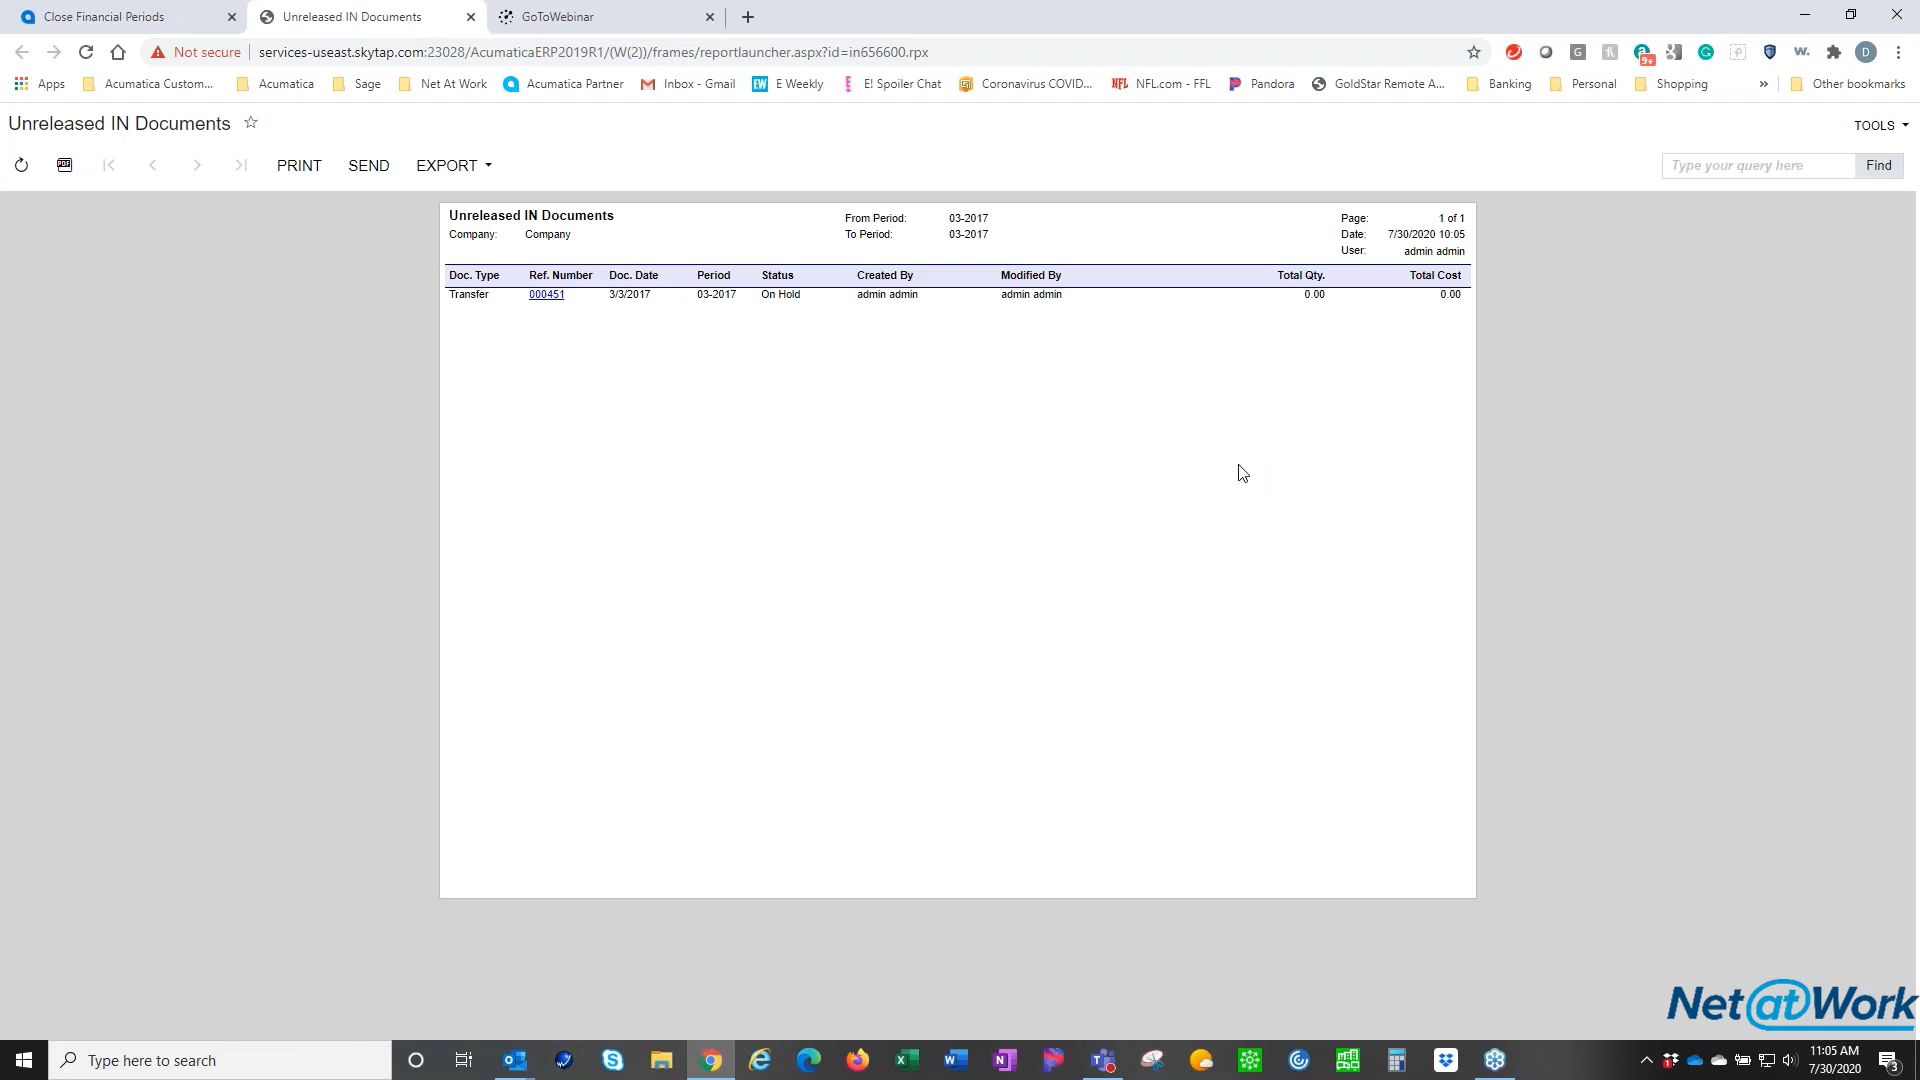 Close Financial Periods
Unreleased IN Documents
GoToWebinar
Not secure
services-useast.skytap.com:23028/AcumaticaERP2019R1/(W(2))/frames/reportlauncher.aspx?id=in656600.rpx
Apps
Acumatica Custom...
Acumatica
Sage
Net At Work
Acumatica Partner
Inbox - Gmail
EW E Weekly
E! Spoiler Chat
Coronavirus COVID...
NFL NFL.com - FFL
Pandora
GoldStar Remote A...
Banking
Personal
Shopping
»
Other bookmarks
Unreleased IN Documents
TOOLS
PRINT SEND EXPORT
Type your query here Find
Unreleased IN Documents From Period: 03-2017 Page: 1 of 1
Company: Company To Period: 03-2017 Date: 7/30/2020 10:05
User: admin admin
Doc. Type Ref. Number Doc. Date Period Status Created By Modified By Total Qty. Total Cost
Transfer 000451 3/3/2017 03-2017 On Hold admin admin admin admin 0.00 0.00
Net@Work
Type here to search
11:05 AM
7/30/2020
3